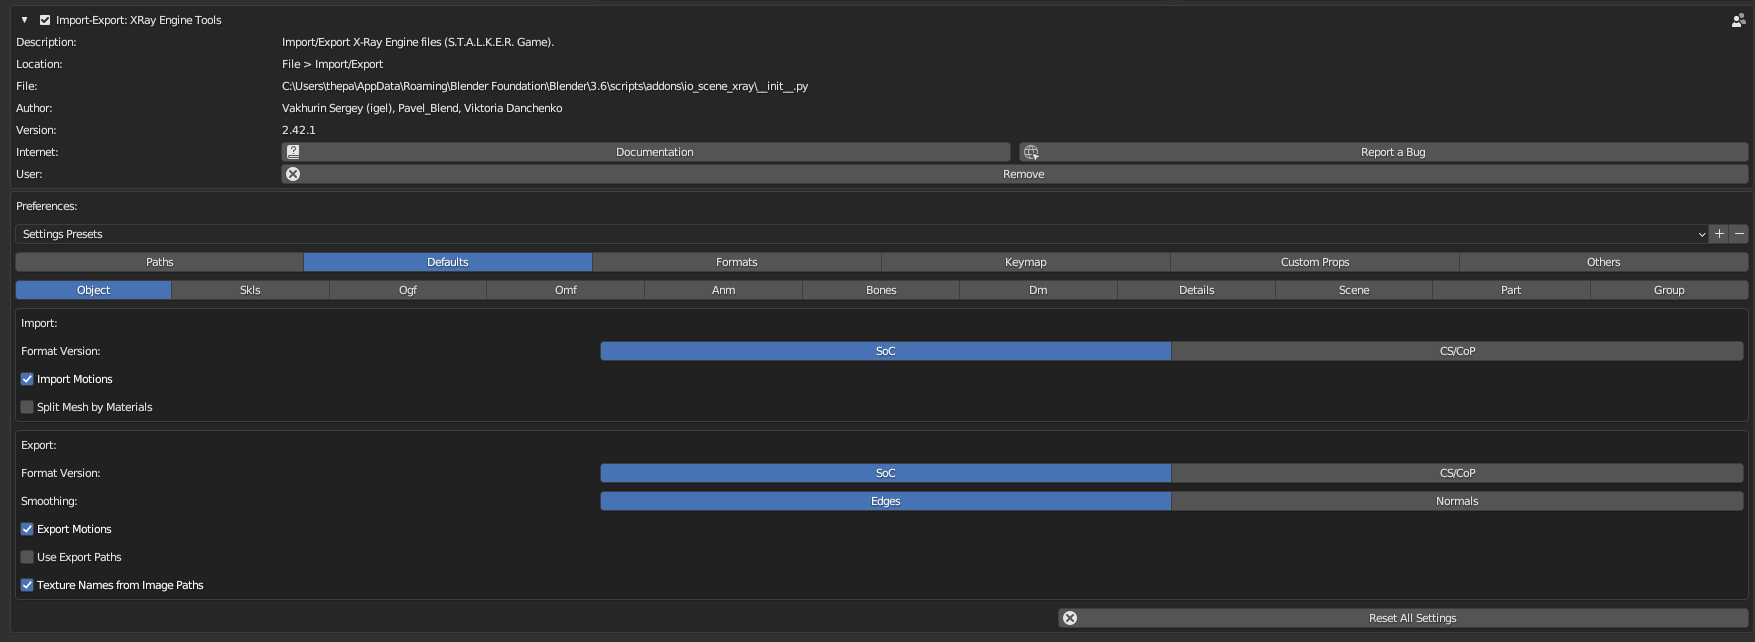 Import-Export: XRay Engine Tools
Description: Import/Export X-Ray Engine files (S.T.A.L.K.E.R. Game).
Location: File > Import/Export
File: C:\Users\thepa\AppData\Roaming\Blender Foundation\Blender\3.6\scripts\addons\io_scene_xray\__init__.py
Author: Vakhurin Sergey (igel), Pavel_Blend, Viktoria Danchenko
Version: 2.42.1
Internet: Documentation Report a Bug
User: Remove
Preferences:
Settings Presets
Paths Defaults Formats Keymap Custom Props Others
Object Skls Ogf Omf Anm Bones Dm Details Scene Part Group
Import:
Format Version: SoC CS/CoP
Import Motions
Split Mesh by Materials
Export:
Format Version: SoC CS/CoP
Smoothing: Edges Normals
Export Motions
Use Export Paths
Texture Names from Image Paths
Reset All Settings